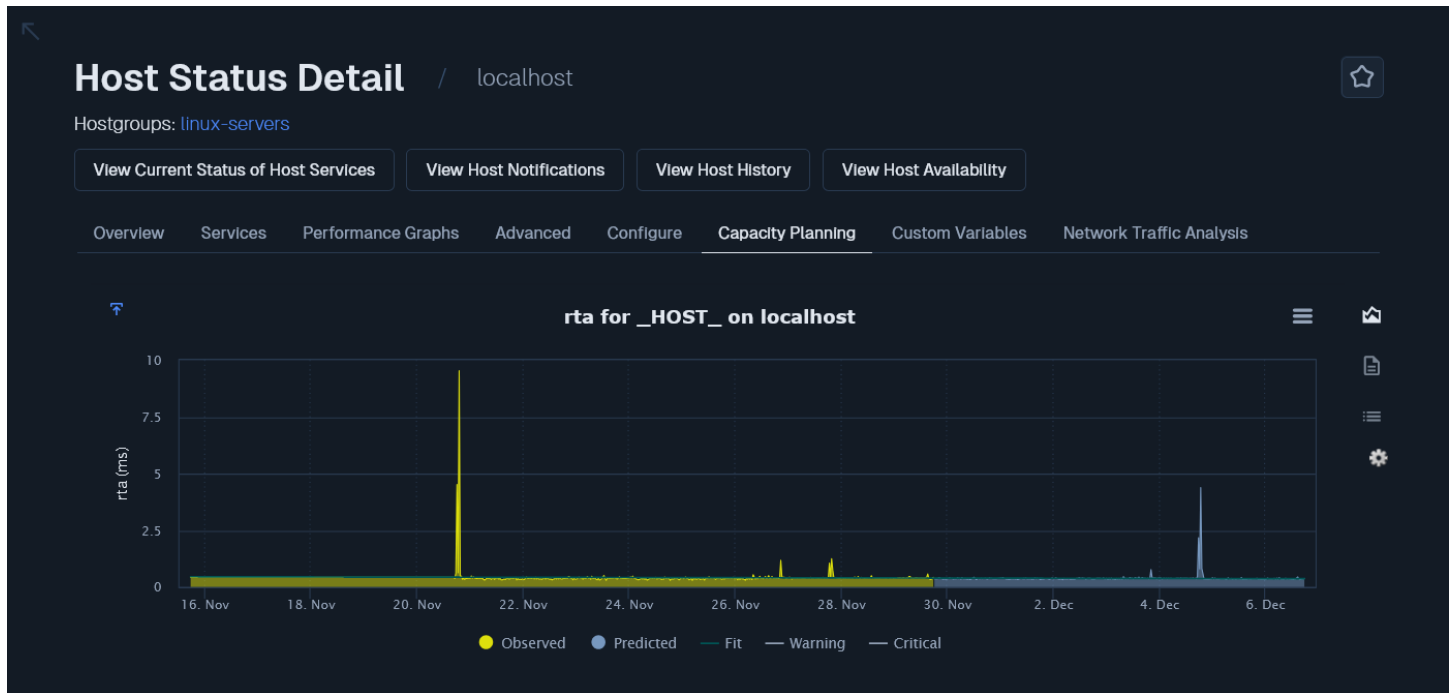 Host Status Detail / localhost
Hostgroups: linux-servers
View Current Status of Host Services View Host Notifications View Host History View Host Availability
Overview Services Performance Graphs Advanced Configure Capacity Planning Custom Variables Network Traffic Analysis
rta for _HOST_ on localhost
10
7.5
5
2.5
0
rta (ms)
16. Nov 18. Nov 20. Nov 22. Nov 24. Nov 26. Nov 28. Nov 30. Nov 2. Dec 4. Dec 6. Dec
Observed Predicted Fit Warning Critical